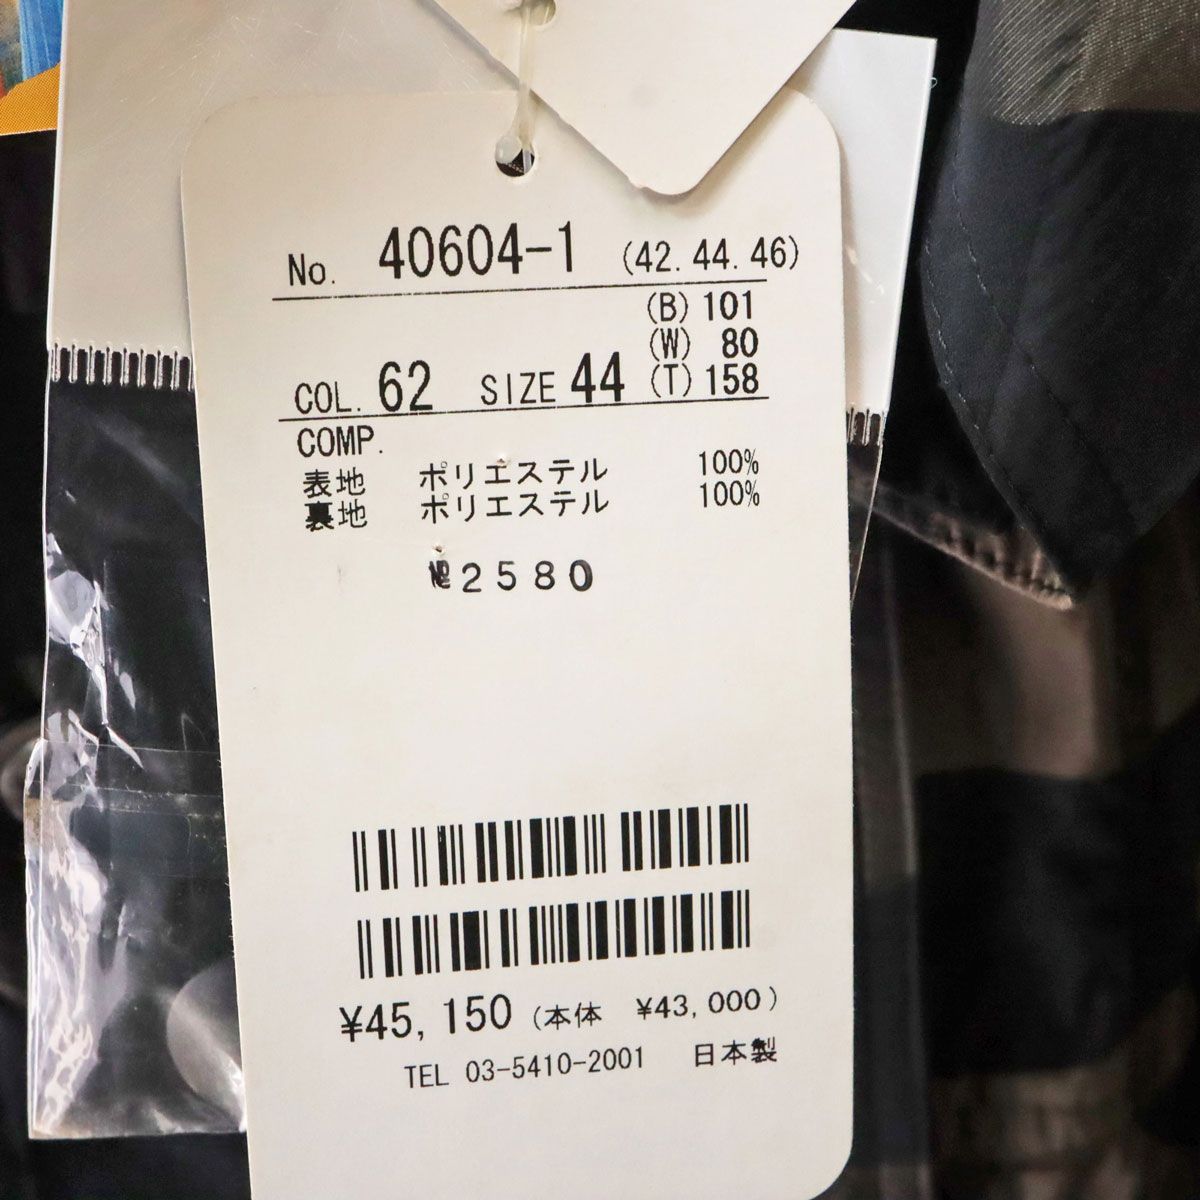 No. 40604-1 (42. 44. 46)
(B) 101
(W) 80
COL. 62 SIZE 44 (T) 158
COMP.
表地 ポリエステル 100%
裏地 ポリエステル 100%
№2580
¥45, 150 (本体 ¥43, 000)
TEL 03-5410-2001 日本製